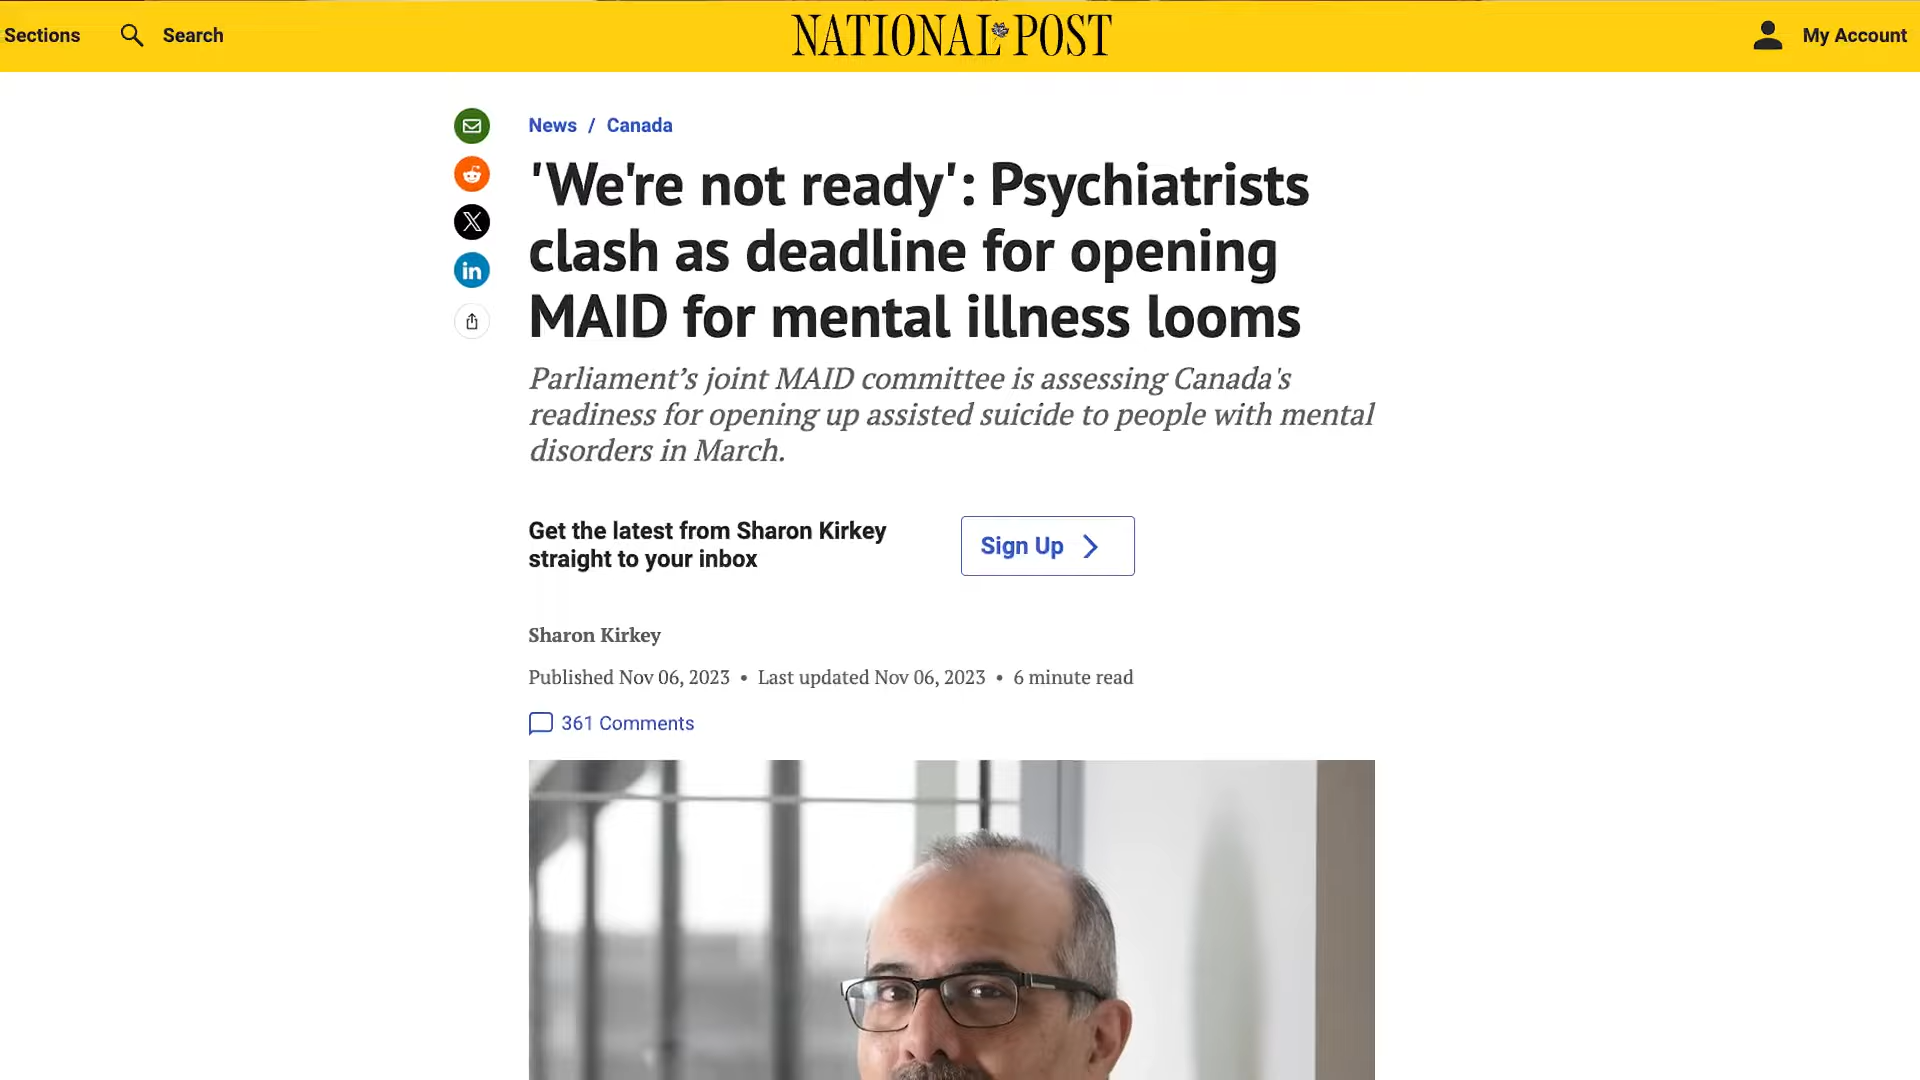 Sections
Search
NATIONAL POST
My Account
News / Canada
'We're not ready': Psychiatrists
clash as deadline for opening
MAID for mental illness looms
Parliament’s joint MAID committee is assessing Canada's
readiness for opening up assisted suicide to people with mental
disorders in March.
Get the latest from Sharon Kirkey
straight to your inbox
Sign Up
Sharon Kirkey
Published Nov 06, 2023 • Last updated Nov 06, 2023 • 6 minute read
361 Comments